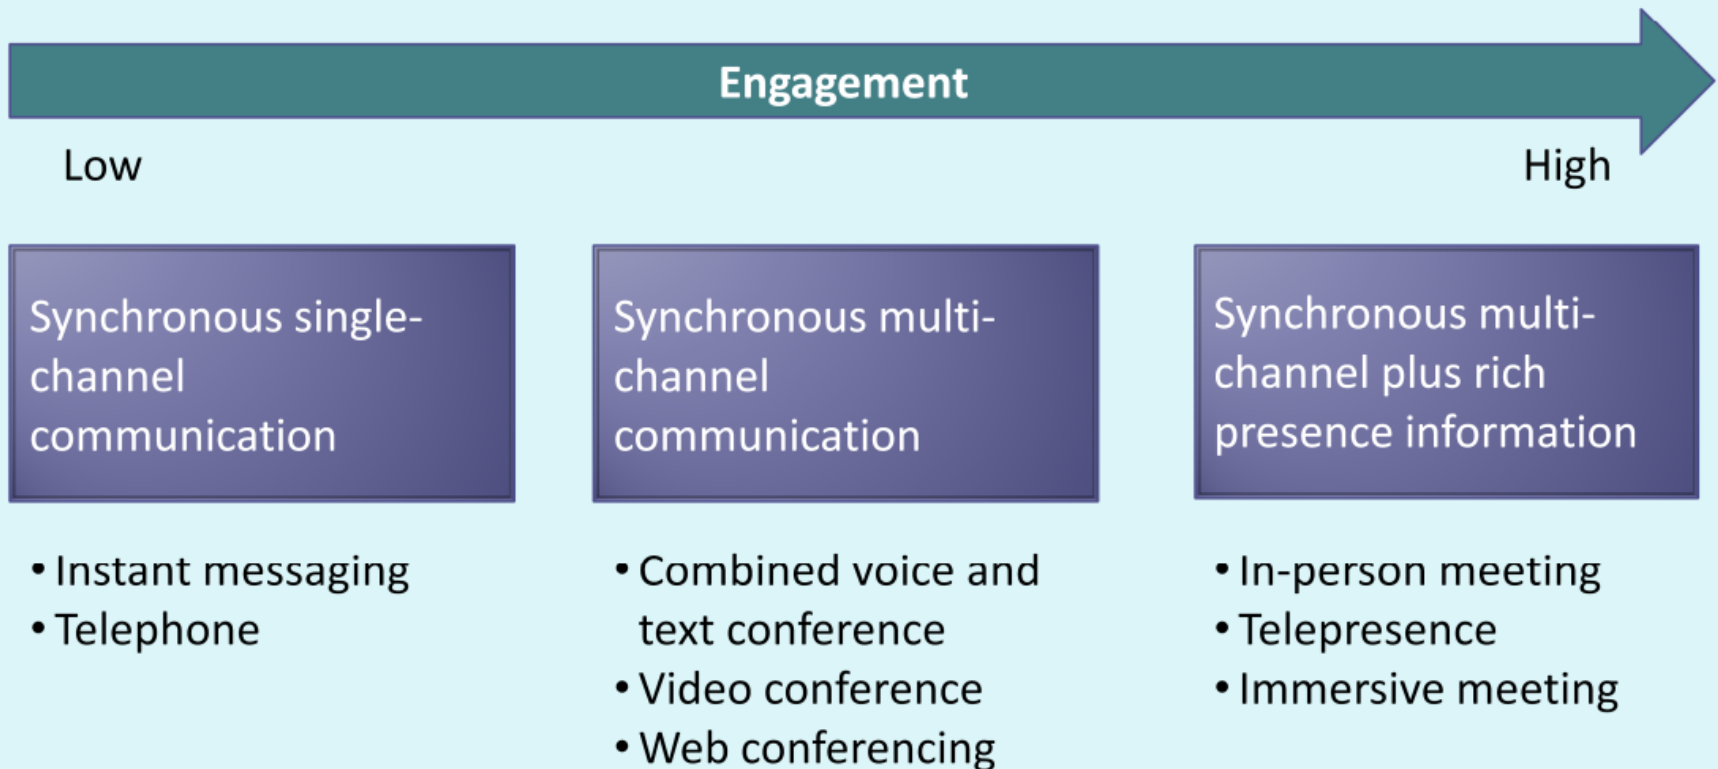 Engagement
Low
High
Synchronous single-
channel
communication
Synchronous multi-
channel
communication
Synchronous multi-
channel plus rich
presence information
• Instant messaging
• Telephone
• Combined voice and
text conference
• Video conference
• Web conferencing
• In-person meeting
• Telepresence
• Immersive meeting